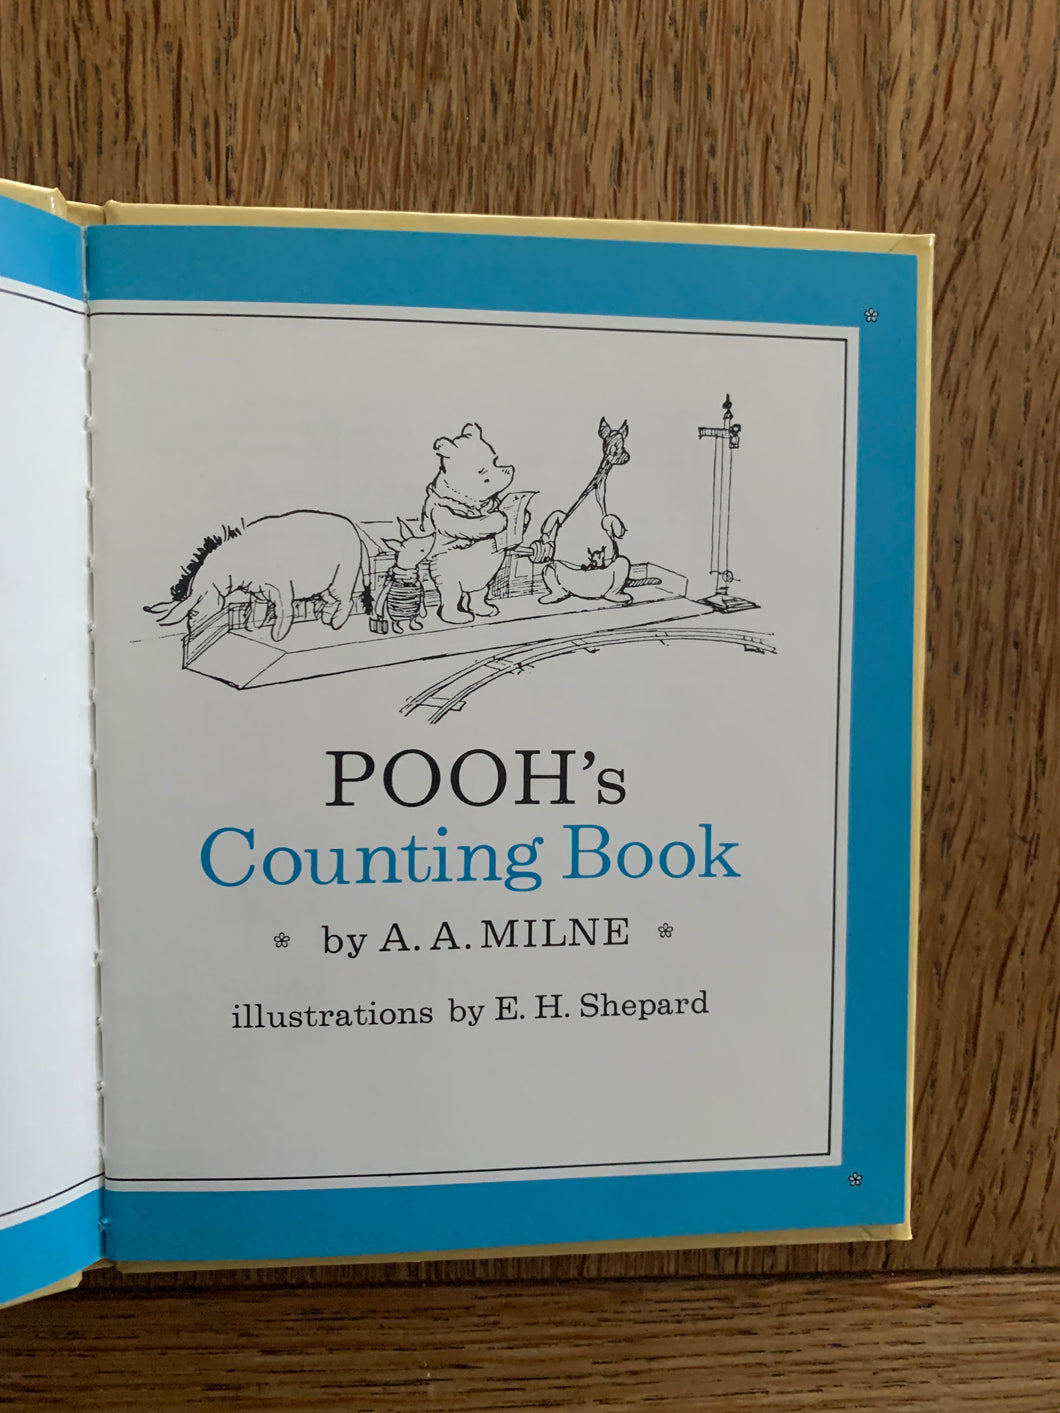 POOH's
Counting Book
by A. A. MILNE
illustrations by E. H. Shepard